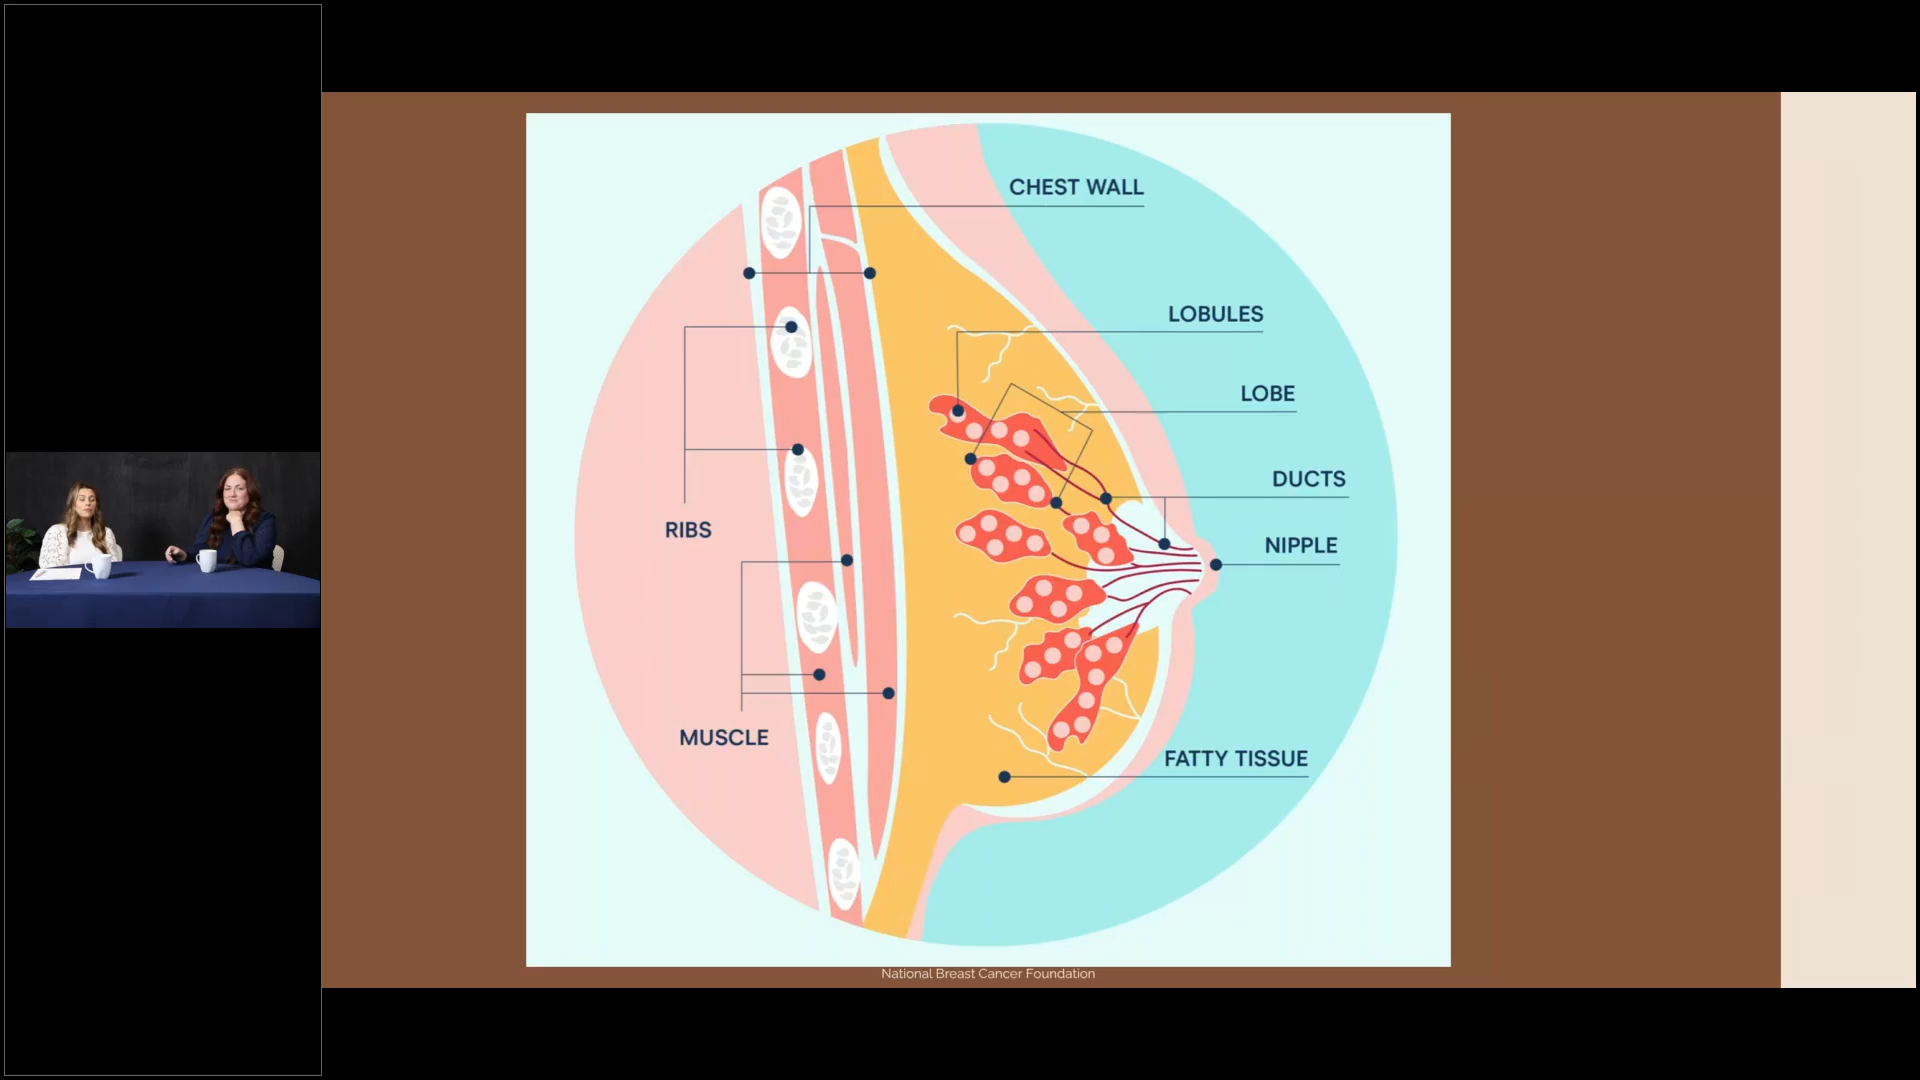 CHEST WALL
LOBULES
LOBE
DUCTS
RIBS
NIPPLE
MUSCLE
FATTY TISSUE
National Breast Cancer Foundation